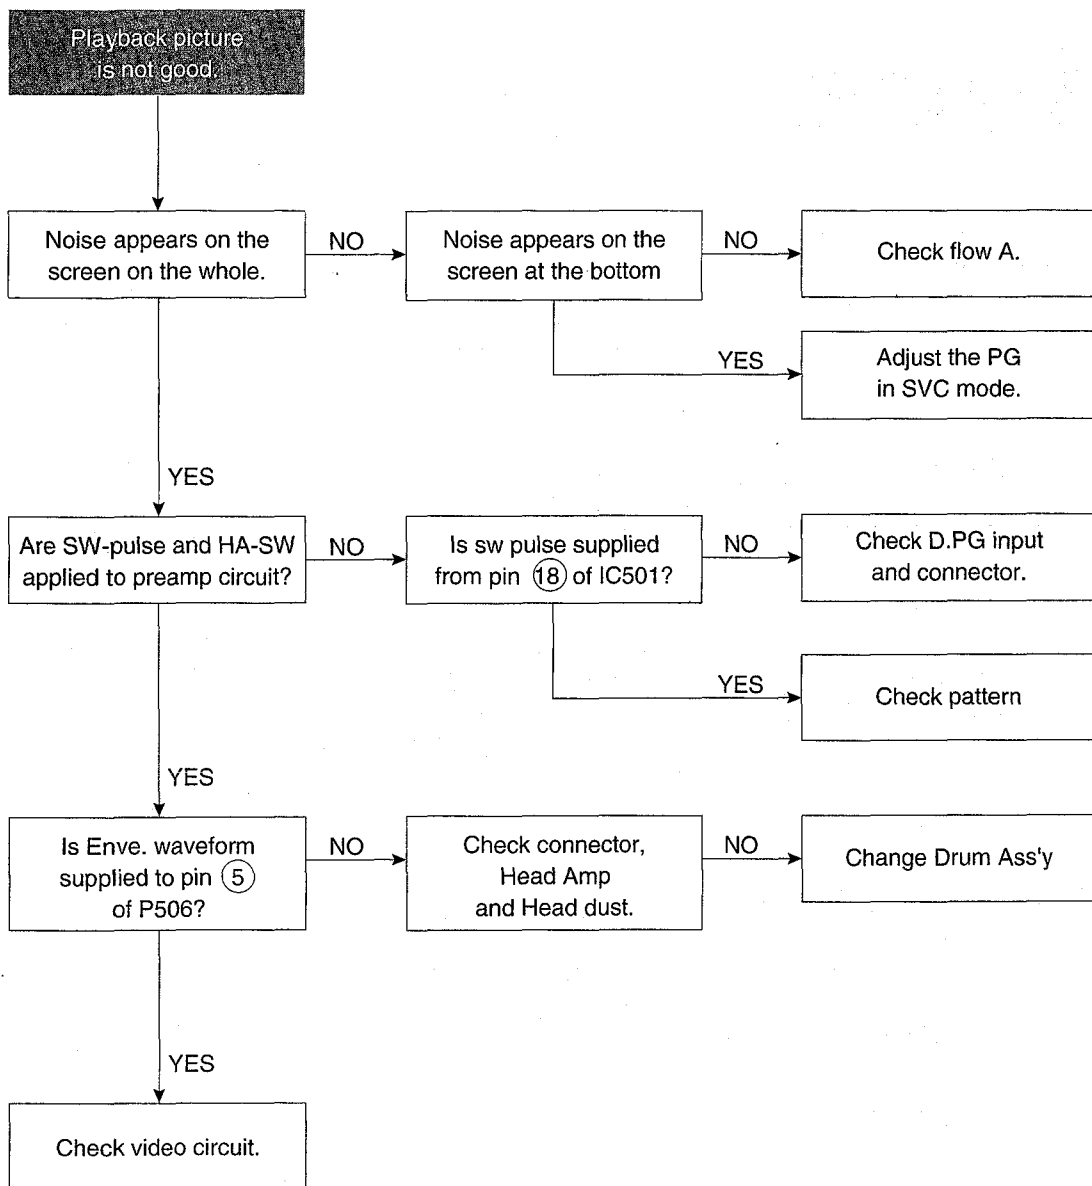 Playback picture
is not good.
Noise appears on the
screen on the whole.
NO
Noise appears on the
screen at the bottom
NO
Check flow A.
YES
Adjust the PG
in SVC mode.
YES
Are SW-pulse and HA-SW
applied to preamp circuit?
NO
Is sw pulse supplied
from pin 18 of IC501?
NO
Check D.PG input
and connector.
YES
Check pattern
YES
Is Enve. waveform
supplied to pin 5
of P506?
NO
Check connector,
Head Amp
and Head dust.
NO
Change Drum Ass'y
YES
Check video circuit.